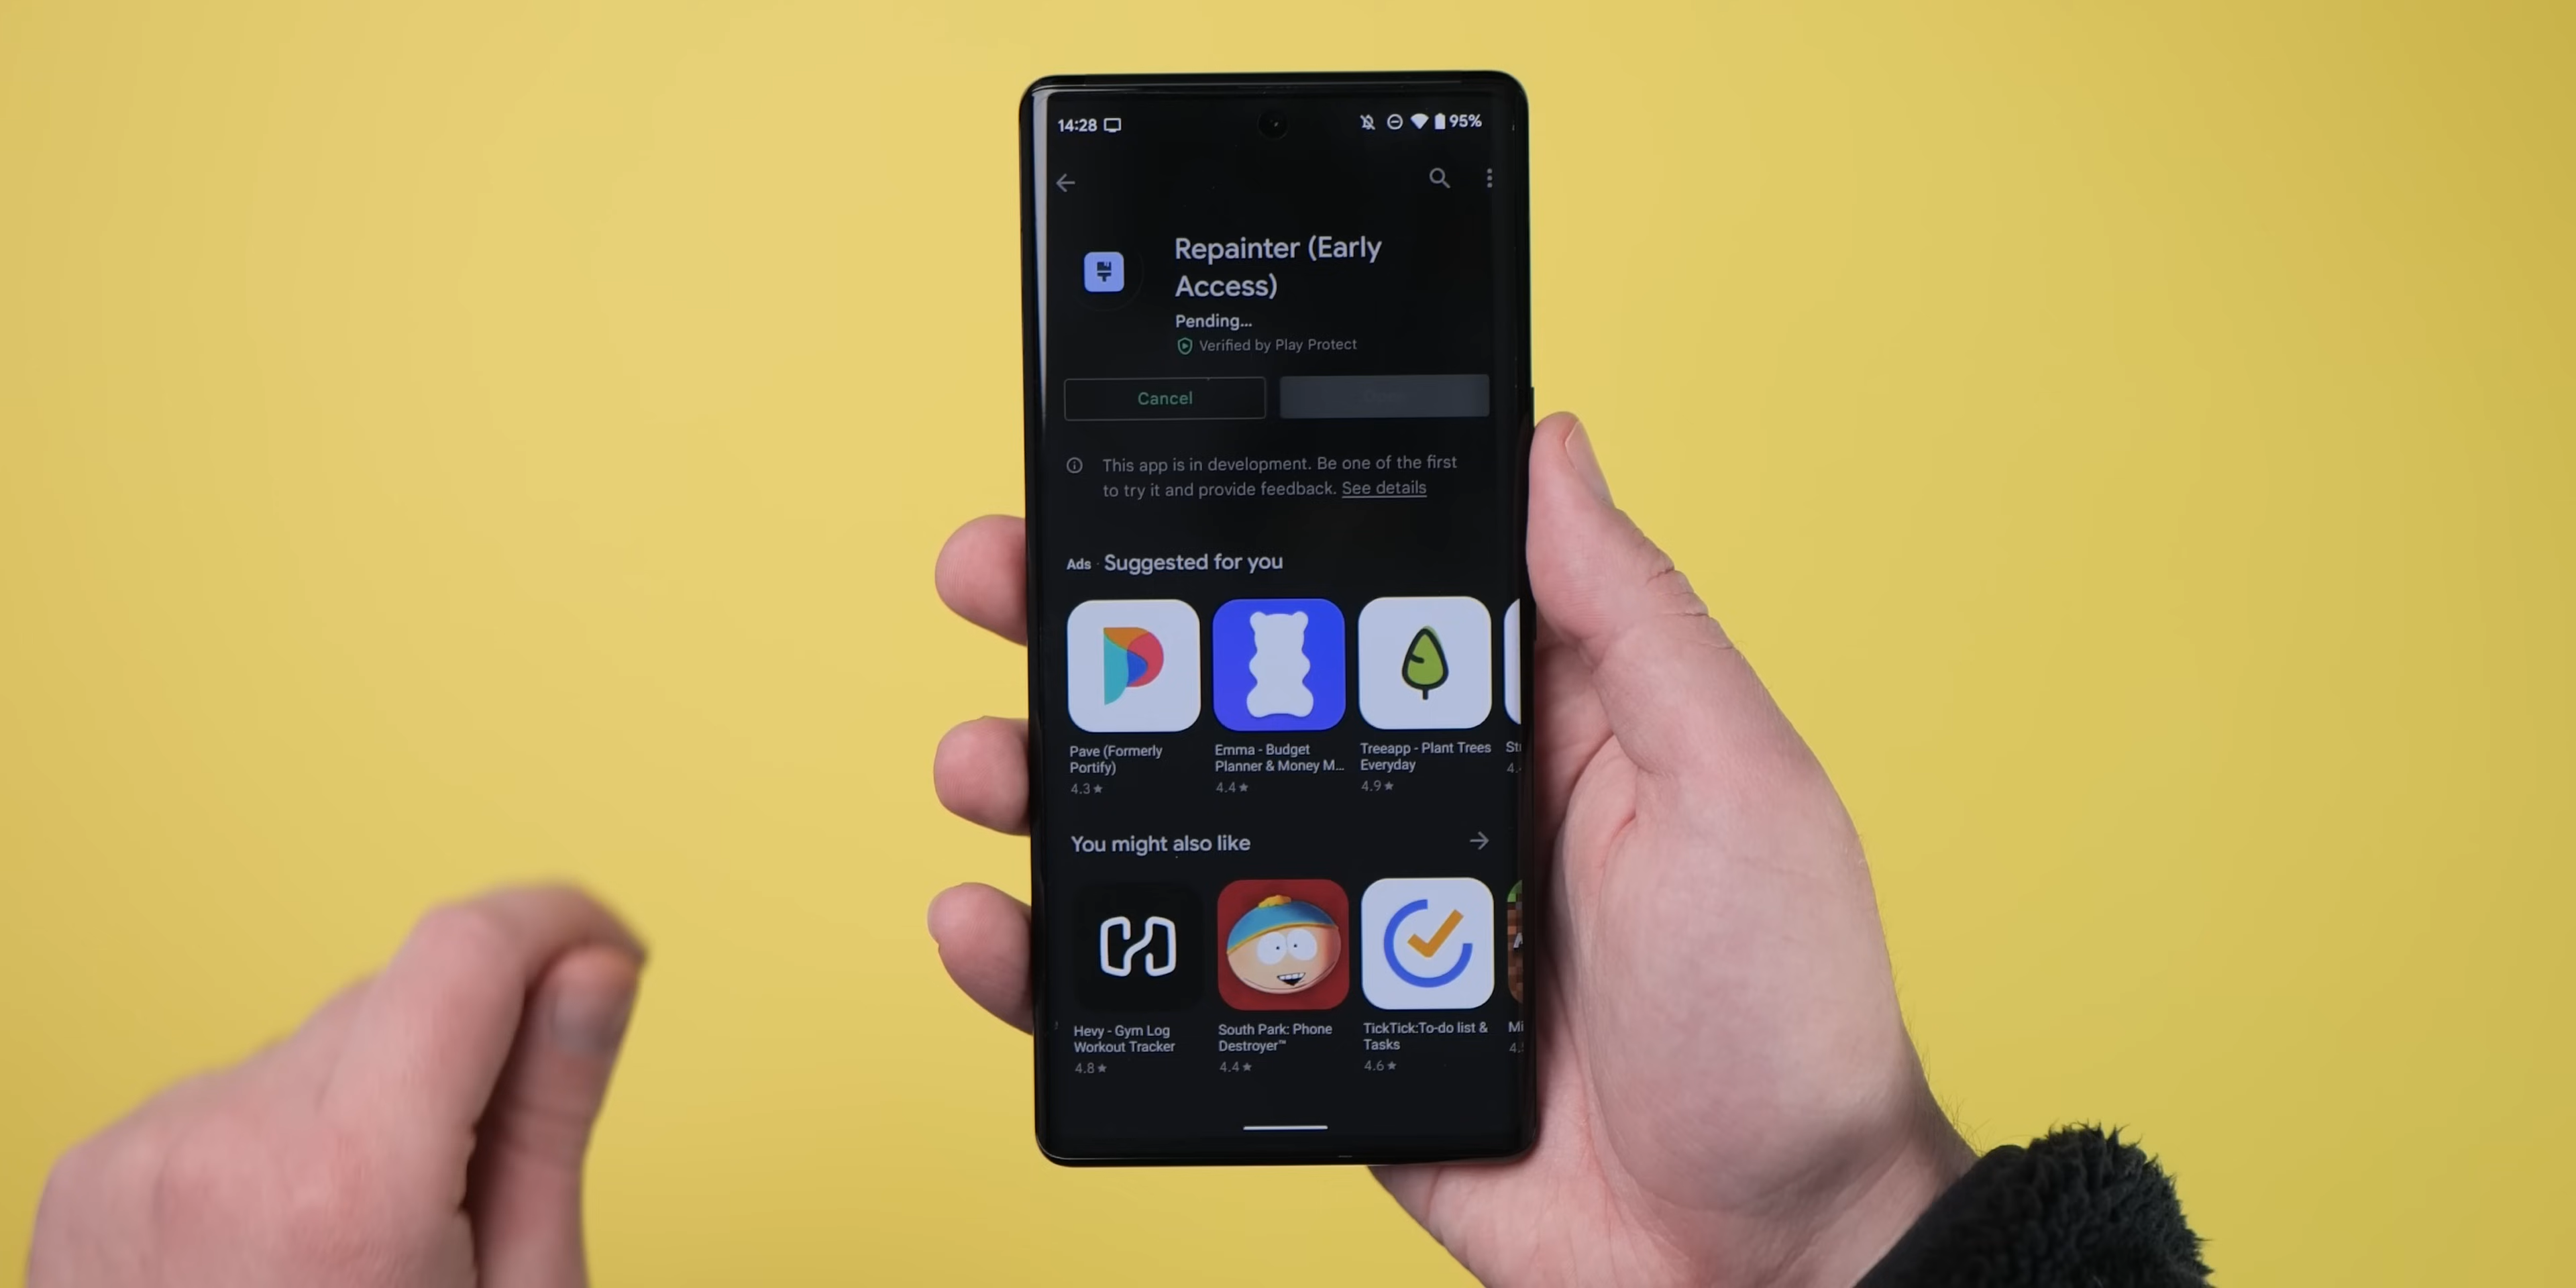 14:28 95%
Repainter (Early
Access)
Pending...
Verified by Play Protect
Cancel
This app is in development. Be one of the first
to try it and provide feedback. See details
Ads · Suggested for you
Pave (Formerly
Portify)
4.3★
Emma - Budget
Planner & Money M...
4.4★
Treeapp - Plant Trees
Everyday
4.9★
You might also like
Hevy - Gym Log
Workout Tracker
4.8★
South Park: Phone
Destroyer™
4.4★
TickTick:To-do list &
Tasks
4.6★